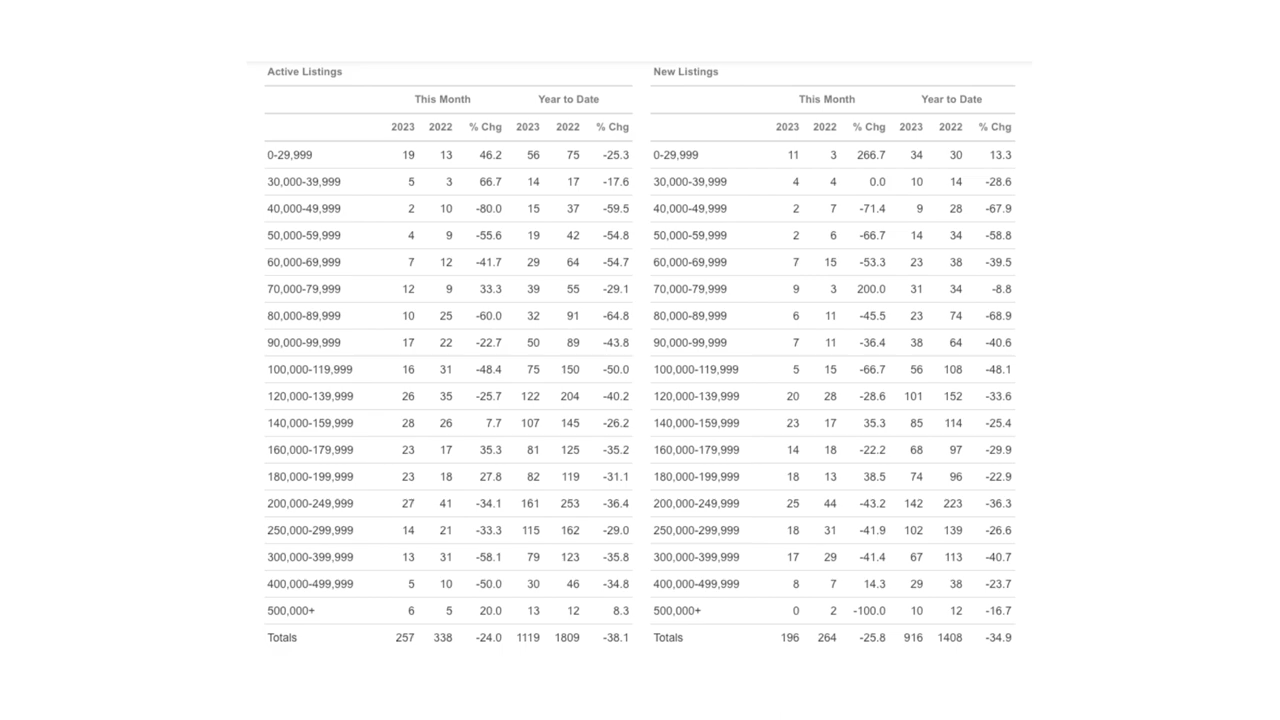 Active Listings
This Month Year to Date
2023 2022 % Chg 2023 2022 % Chg
0-29,999 19 13 46.2 56 75 -25.3
30,000-39,999 5 3 66.7 14 17 -17.6
40,000-49,999 2 10 -80.0 15 37 -59.5
50,000-59,999 4 9 -55.6 19 42 -54.8
60,000-69,999 7 12 -41.7 29 64 -54.7
70,000-79,999 12 9 33.3 39 55 -29.1
80,000-89,999 10 25 -60.0 32 91 -64.8
90,000-99,999 17 22 -22.7 50 89 -43.8
100,000-119,999 16 31 -48.4 75 150 -50.0
120,000-139,999 26 35 -25.7 122 204 -40.2
140,000-159,999 28 26 7.7 107 145 -26.2
160,000-179,999 23 17 35.3 81 125 -35.2
180,000-199,999 23 18 27.8 82 119 -31.1
200,000-249,999 27 41 -34.1 161 253 -36.4
250,000-299,999 14 21 -33.3 115 162 -29.0
300,000-399,999 13 31 -58.1 79 123 -35.8
400,000-499,999 5 10 -50.0 30 46 -34.8
500,000+ 6 5 20.0 13 12 8.3
Totals 257 338 -24.0 1119 1809 -38.1
New Listings
This Month Year to Date
2023 2022 % Chg 2023 2022 % Chg
0-29,999 11 3 266.7 34 30 13.3
30,000-39,999 4 4 0.0 10 14 -28.6
40,000-49,999 2 7 -71.4 9 28 -67.9
50,000-59,999 2 6 -66.7 14 34 -58.8
60,000-69,999 7 15 -53.3 23 38 -39.5
70,000-79,999 9 3 200.0 31 34 -8.8
80,000-89,999 6 11 -45.5 23 74 -68.9
90,000-99,999 7 11 -36.4 38 64 -40.6
100,000-119,999 5 15 -66.7 56 108 -48.1
120,000-139,999 20 28 -28.6 101 152 -33.6
140,000-159,999 23 17 35.3 85 114 -25.4
160,000-179,999 14 18 -22.2 68 97 -29.9
180,000-199,999 18 13 38.5 74 96 -22.9
200,000-249,999 25 44 -43.2 142 223 -36.3
250,000-299,999 18 31 -41.9 102 139 -26.6
300,000-399,999 17 29 -41.4 67 113 -40.7
400,000-499,999 8 7 14.3 29 38 -23.7
500,000+ 0 2 -100.0 10 12 -16.7
Totals 196 264 -25.8 916 1408 -34.9